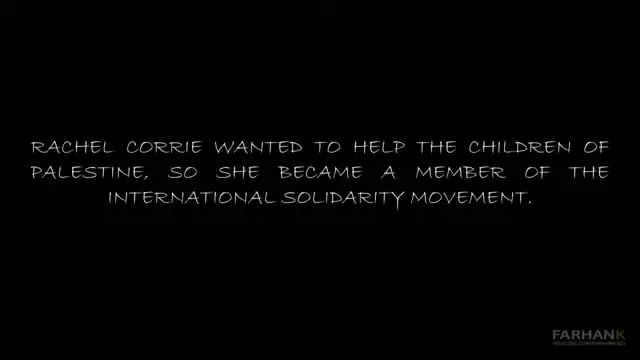 RACHEL CORRIE WANTED TO HELP THE CHILDREN OF
PALESTINE, SO SHE BECAME A MEMBER OF THE
INTERNATIONAL SOLIDARITY MOVEMENT.
FARHANK